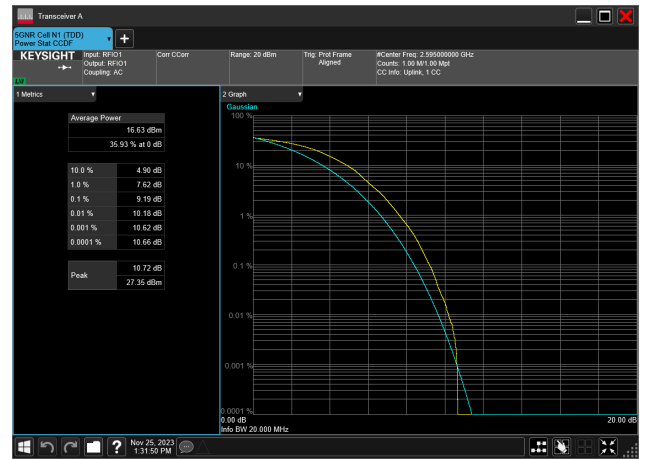 Transceiver A
5GNR Cell N1 (TDD)
Power Stat CCDF
KEYSIGHT
Input: RFIO1
Output: RFIO1
Coupling: AC
Corr CCorr
Range: 20 dBm
Trig: Prot Frame
Aligned
#Center Freq: 2.595000000 GHz
Counts: 1.00 M/1.00 Mpt
CC Info: Uplink, 1 CC
1 Metrics
Average Power
16.63 dBm
35.93 % at 0 dB
10.0 % 4.90 dB
1.0 % 7.62 dB
0.1 % 9.19 dB
0.01 % 10.18 dB
0.001 % 10.62 dB
0.0001 % 10.66 dB
Peak
10.72 dB
27.35 dBm
2 Graph
Gaussian
100 %
10 %
1 %
0.1 %
0.01 %
0.001 %
0.0001 %
0.00 dB
20.00 dB
Info BW 20.000 MHz
Nov 25, 2023
1:31:50 PM